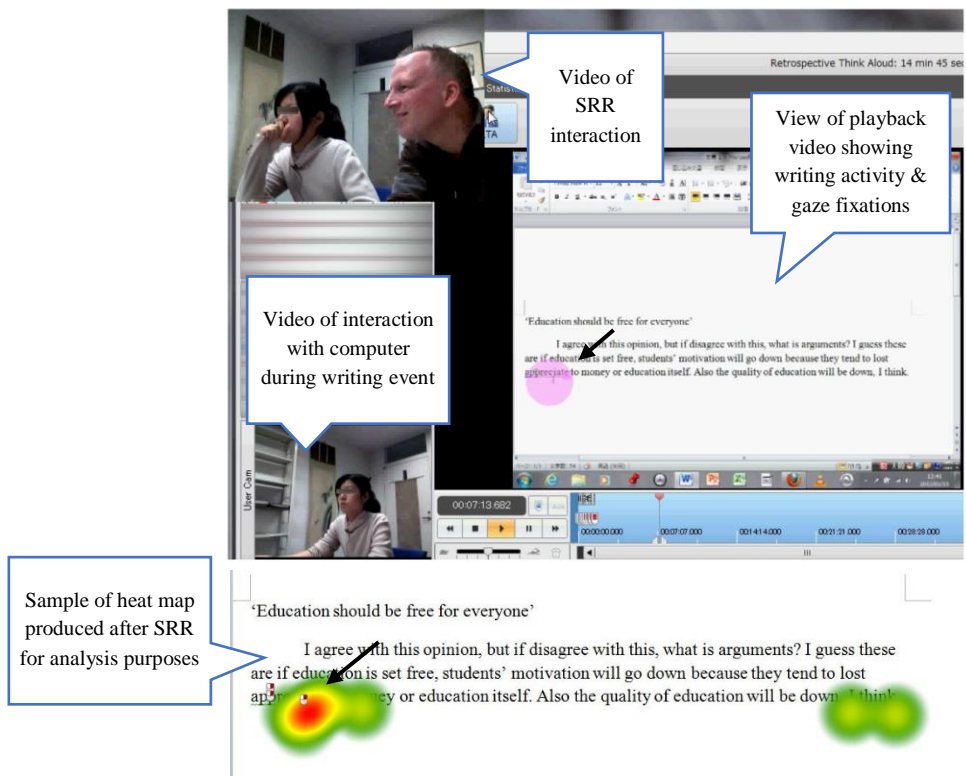 Retrospective Think Aloud: 14 min 45 sec
Statis
TA
Video of
SRR
interaction
View of playback
video showing
writing activity &
gaze fixations
Video of interaction
with computer
during writing event
'Education should be free for everyone'
I agree with this opinion, but if disagree with this, what is arguments? I guess these
are if education is set free, students' motivation will go down because they tend to lost
appreciate to money or education itself. Also the quality of education will be down, I think.
User Cam
00:07:13.682
00:00:00.000 00:07:07.000 00:14:14.000 00:21:21.000 00:28:28.000
Sample of heat map
produced after SRR
for analysis purposes
'Education should be free for everyone'
I agree with this opinion, but if disagree with this, what is arguments? I guess these
are if education is set free, students' motivation will go down because they tend to lost
or education itself. Also the quality of education will be down, I think.